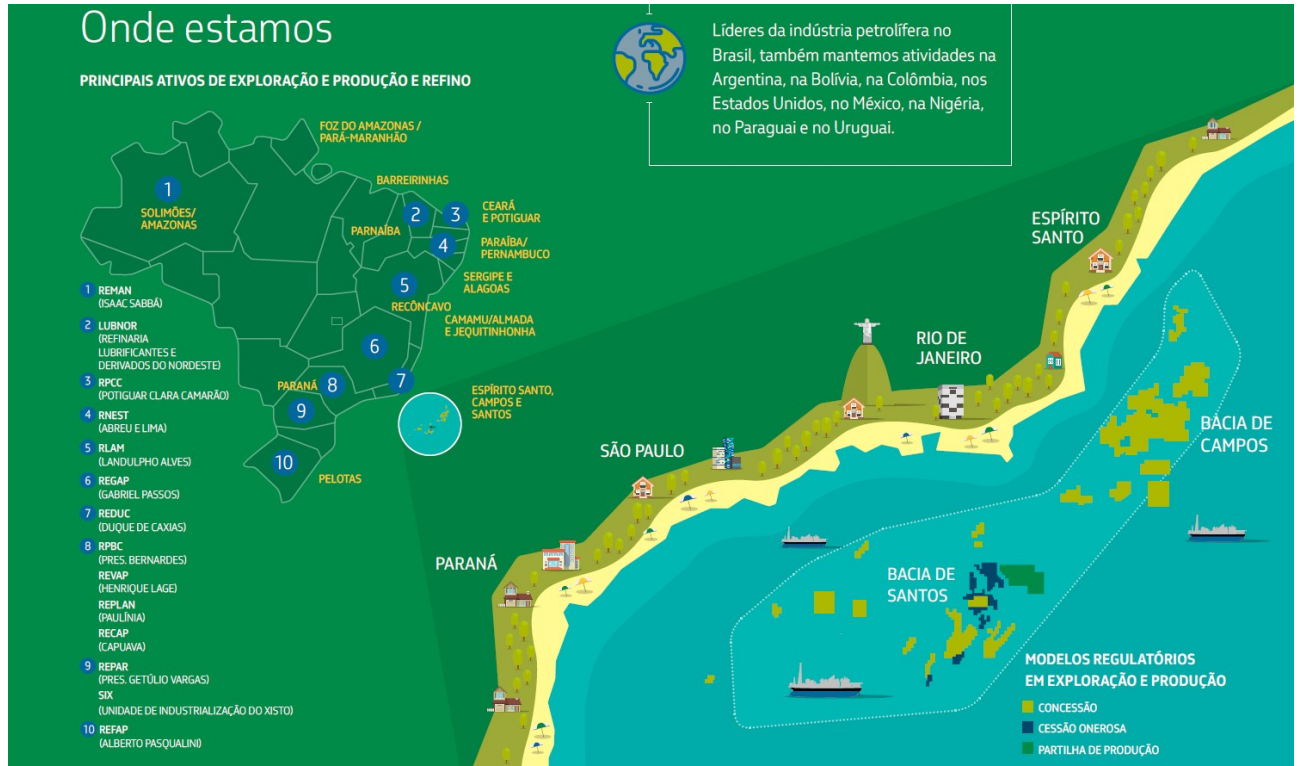 Onde estamos
PRINCIPAIS ATIVOS DE EXPLORAÇÃO E PRODUÇÃO E REFINO
Líderes da indústria petrolífera no
Brasil, também mantemos atividades na
Argentina, na Bolívia, na Colômbia, nos
Estados Unidos, no México, na Nigéria,
no Paraguai e no Uruguai.
FOZ DO AMAZONAS /
PARÁ-MARANHÃO
BARREIRINHAS
1
SOLIMÕES/
AMAZONAS
2
3
CEARÁ
E POTIGUAR
PARNAÍBA
4
PARAÍBA/
PERNAMBUCO
5
SERGIPE E
ALAGOAS
RECÔNCAVO
CAMAMU/ALMADA
E JEQUITINHONHA
6
7
PARANÁ
8
9
ESPÍRITO SANTO,
CAMPOS E
SANTOS
10
PELOTAS
1 REMAN
(ISAAC SABBÁ)
2 LUBNOR
(REFINARIA
LUBRIFICANTES E
DERIVADOS DO NORDESTE)
3 RPCC
(POTIGUAR CLARA CAMARÃO)
4 RNEST
(ABREU E LIMA)
5 RLAM
(LANDULPHO ALVES)
6 REGAP
(GABRIEL PASSOS)
7 REDUC
(DUQUE DE CAXIAS)
8 RPBC
(PRES. BERNARDES)
REVAP
(HENRIQUE LAGE)
REPLAN
(PAULÍNIA)
RECAP
(CAPUAVA)
9 REPAR
(PRES. GETÚLIO VARGAS)
SIX
(UNIDADE DE INDUSTRIALIZAÇÃO DO XISTO)
10 REFAP
(ALBERTO PASQUALINI)
ESPÍRITO
SANTO
RIO DE
JANEIRO
SÃO PAULO
PARANÁ
BACIA DE
CAMPOS
BACIA DE
SANTOS
MODELOS REGULATÓRIOS
EM EXPLORAÇÃO E PRODUÇÃO
CONCESSÃO
CESSÃO ONEROSA
PARTILHA DE PRODUÇÃO